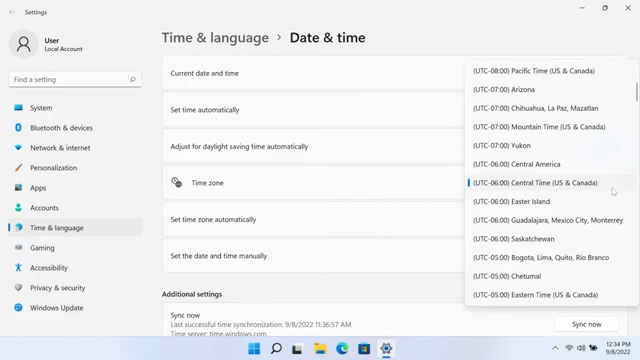 Settings
User
Local Account
Find a setting
System
Bluetooth & devices
Network & internet
Personalization
Apps
Accounts
Time & language
Gaming
Accessibility
Privacy & security
Windows Update
Time & language > Date & time
Current date and time
Set time automatically
Adjust for daylight saving time automatically
Time zone
Set time zone automatically
Set the date and time manually
Additional settings
Sync now
Last successful time synchronization: 9/8/2022 11:36:57 AM
Time server: time.windows.com
Sync now
(UTC-08:00) Pacific Time (US & Canada)
(UTC-07:00) Arizona
(UTC-07:00) Chihuahua, La Paz, Mazatlan
(UTC-07:00) Mountain Time (US & Canada)
(UTC-07:00) Yukon
(UTC-06:00) Central America
(UTC-06:00) Central Time (US & Canada)
(UTC-06:00) Easter Island
(UTC-06:00) Guadalajara, Mexico City, Monterrey
(UTC-06:00) Saskatchewan
(UTC-05:00) Bogota, Lima, Quito, Rio Branco
(UTC-05:00) Chetumal
(UTC-05:00) Eastern Time (US & Canada)
12:34 PM
9/8/2022